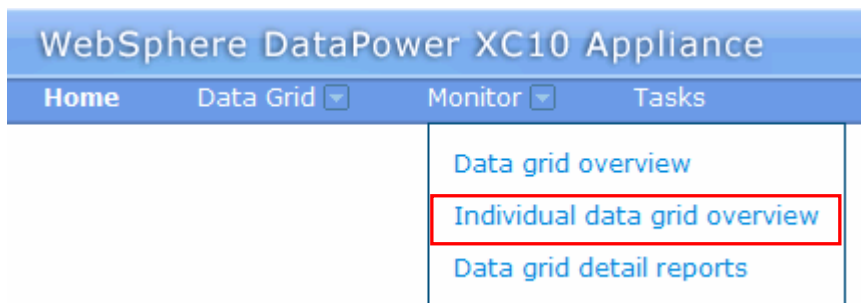 WebSphere DataPower XC10 Appliance
Home Data Grid Monitor Tasks
Data grid overview
Individual data grid overview
Data grid detail reports